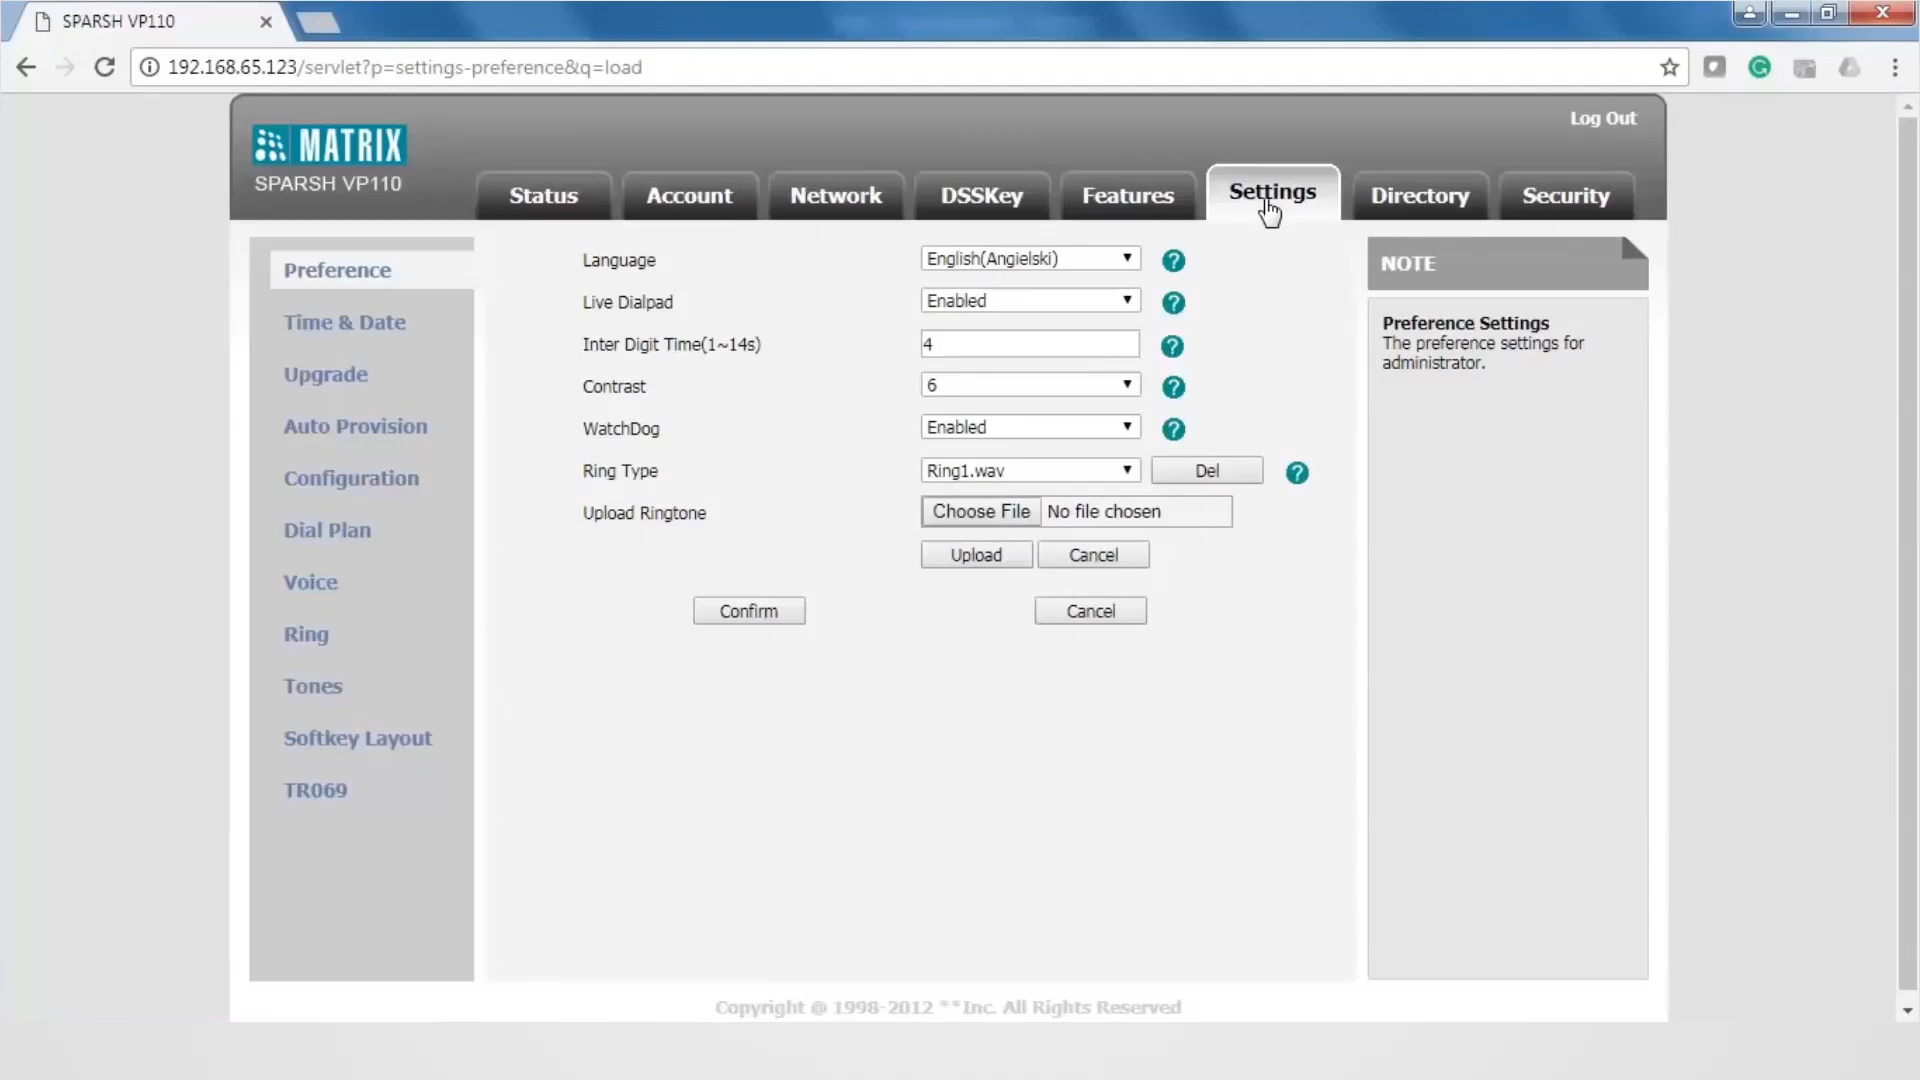 SPARSH VP110
192.168.65.123/servlet?p=settings-preference&q=load
Log Out
MATRIX
SPARSH VP110
Status
Account
Network
DSSKey
Features
Settings
Directory
Security
Preference
Time & Date
Upgrade
Auto Provision
Configuration
Dial Plan
Voice
Ring
Tones
Softkey Layout
TR069
Language English(Angielski) ?
Live Dialpad Enabled ?
Inter Digit Time(1~14s) 4 ?
Contrast 6 ?
WatchDog Enabled ?
Ring Type Ring1.wav Del ?
Upload Ringtone Choose File No file chosen
Upload Cancel
Confirm Cancel
NOTE
Preference Settings
The preference settings for
administrator.
Copyright @ 1998-2012 **Inc. All Rights Reserved